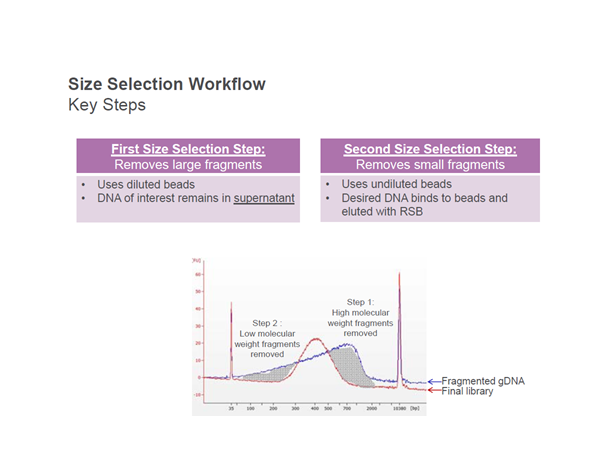 Size Selection Workflow
Key Steps
First Size Selection Step:
Removes large fragments
• Uses diluted beads
• DNA of interest remains in supernatant
Second Size Selection Step:
Removes small fragments
• Uses undiluted beads
• Desired DNA binds to beads and
eluted with RSB
[FU]
60
50
40
30
20
10
0
-10
Step 2 :
Low molecular
weight fragments
removed
Step 1:
High molecular
weight fragments
removed
35 100 200 300 400 500 700 2000 10380 [bp]
Fragmented gDNA
Final library